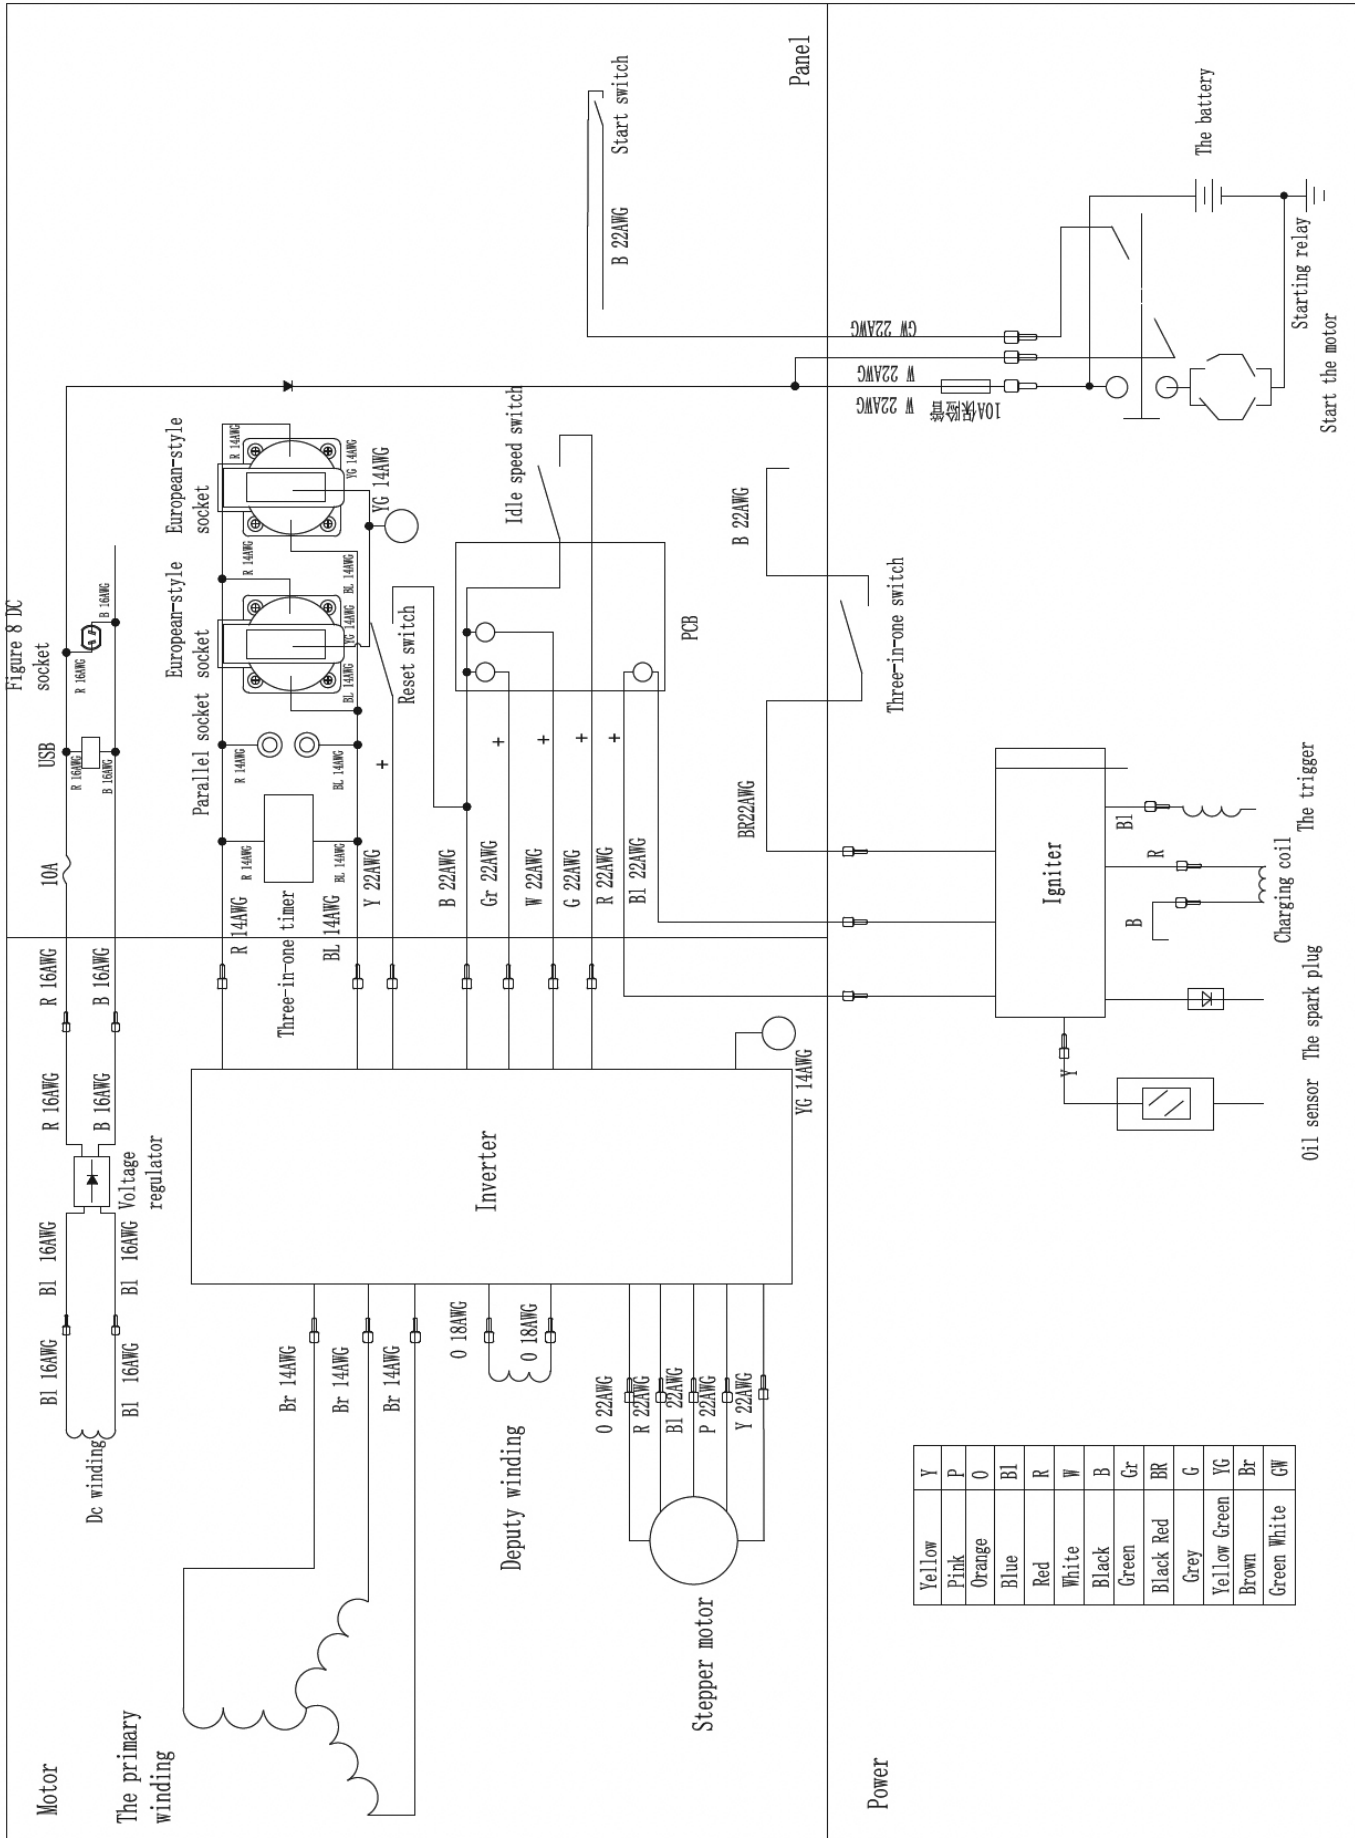 Motor
The primary
winding
Dc winding
Bl 16AWG
Bl 16AWG
Bl 16AWG
Bl 16AWG
Voltage
regulator
R 16AWG
B 16AWG
R 16AWG
B 16AWG
10A
USB
R 16AWG
B 16AWG
Figure 8 DC
socket
R 16AWG
B 16AWG
Br 14AWG
Br 14AWG
Br 14AWG
O 18AWG
O 18AWG
Deputy winding
O 22AWG
R 22AWG
Bl 22AWG
P 22AWG
Y 22AWG
Stepper motor
Inverter
YG 14AWG
R 14AWG
Three-in-one timer
BL 14AWG
Y 22AWG
R 14AWG
BL 14AWG
Parallel socket
R 14AWG
BL 14AWG
European-style
socket
R 14AWG
BL 14AWG
YG 14AWG
BL 14AWG
European-style
socket
R 14AWG
YG 14AWG
YG 14AWG
+
Reset switch
B 22AWG
Gr 22AWG
W 22AWG
G 22AWG
R 22AWG
Bl 22AWG
+
+
+
+
PCB
Idle speed switch
Start switch
B 22AWG
Panel
BR22AWG
Three-in-one switch
B 22AWG
GW 22AWG
W 22AWG
W 22AWG
10A保险管
The battery
Starting relay
Start the motor
Igniter
Bl
The trigger
R
Charging coil
B
The spark plug
Y
Oil sensor
Power
Yellow Y
Pink P
Orange O
Blue Bl
Red R
White W
Black B
Green Gr
Black Red BR
Grey G
Yellow Green YG
Brown Br
Green White GW